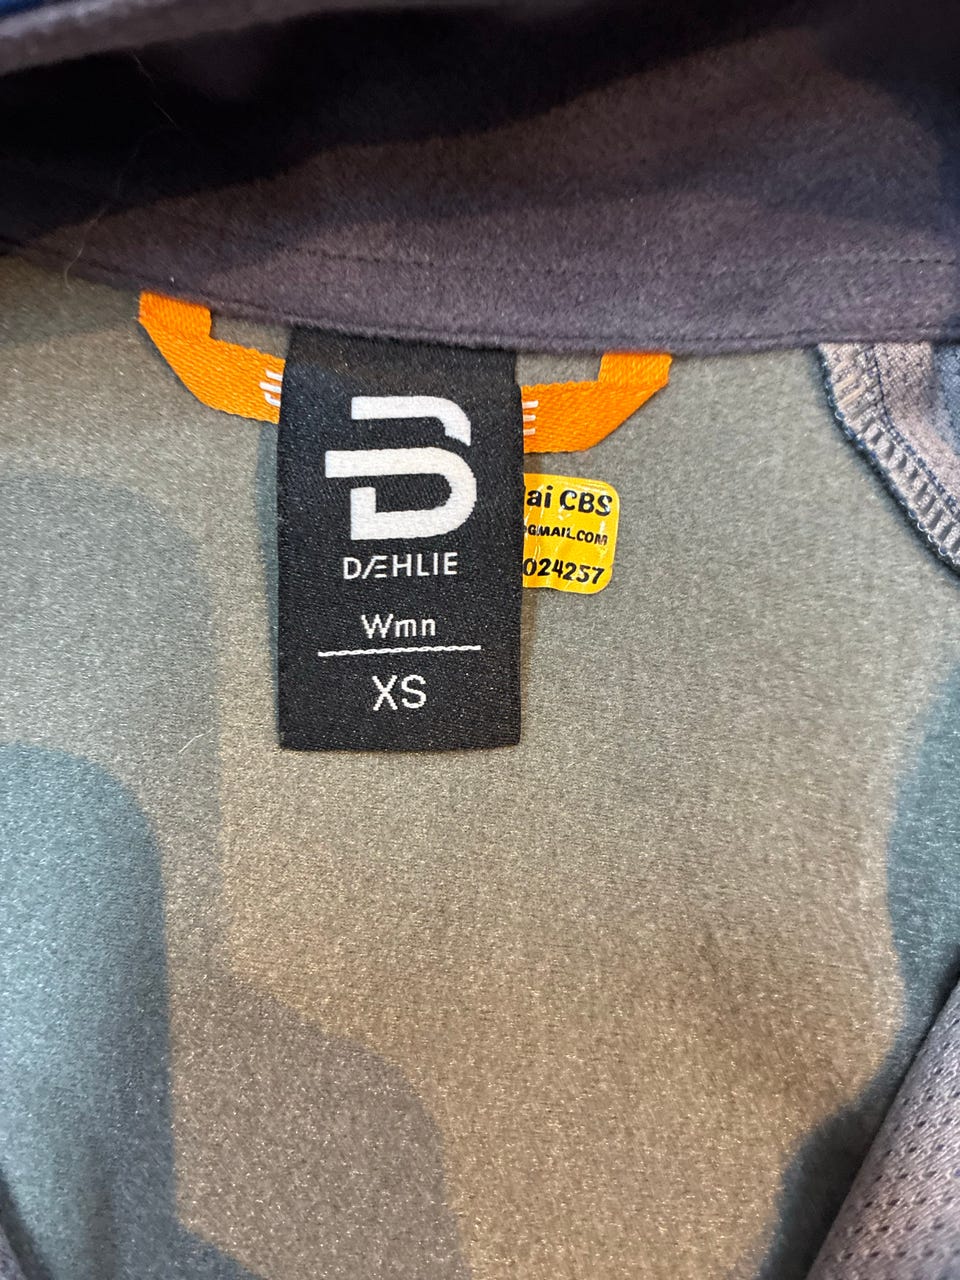 DÆHLIE
Wmn
XS
ai CBS
@GMAIL.COM
024257